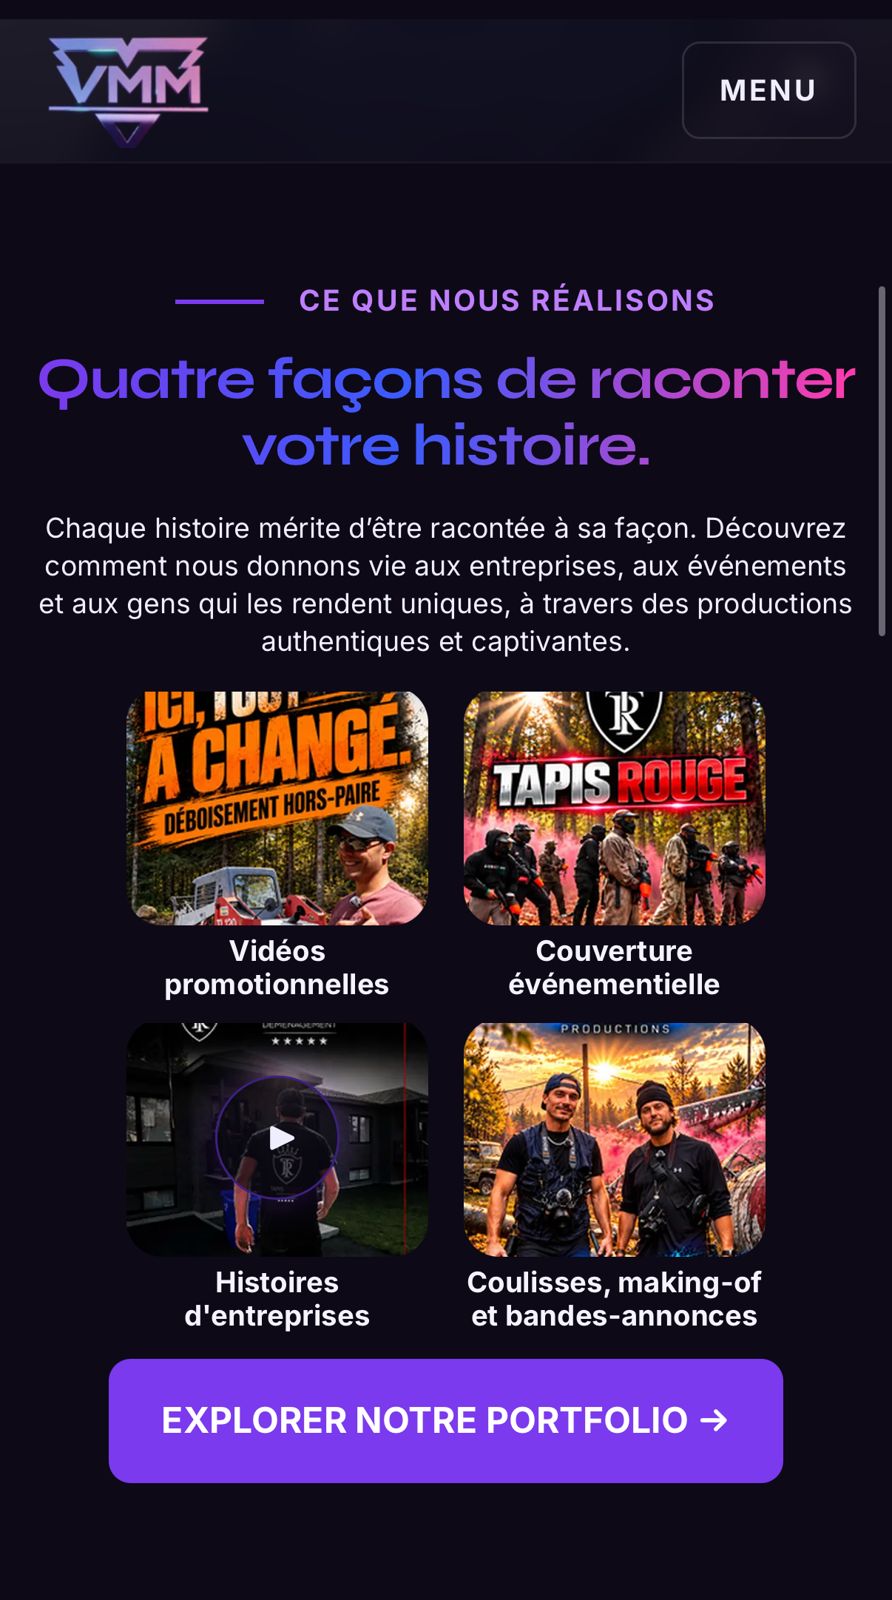 VMM
MENU
CE QUE NOUS RÉALISONS
Quatre façons de raconter
votre histoire.
Chaque histoire mérite d’être racontée à sa façon. Découvrez
comment nous donnons vie aux entreprises, aux événements
et aux gens qui les rendent uniques, à travers des productions
authentiques et captivantes.
ICI, TOUT
A CHANGÉ.
DÉBOISEMENT HORS-PAIRE
TAPIS ROUGE
Vidéos
promotionnelles
Couverture
événementielle
DÉMÉNAGEMENT
PRODUCTIONS
Histoires
d'entreprises
Coulisses, making-of
et bandes-annonces
EXPLORER NOTRE PORTFOLIO →